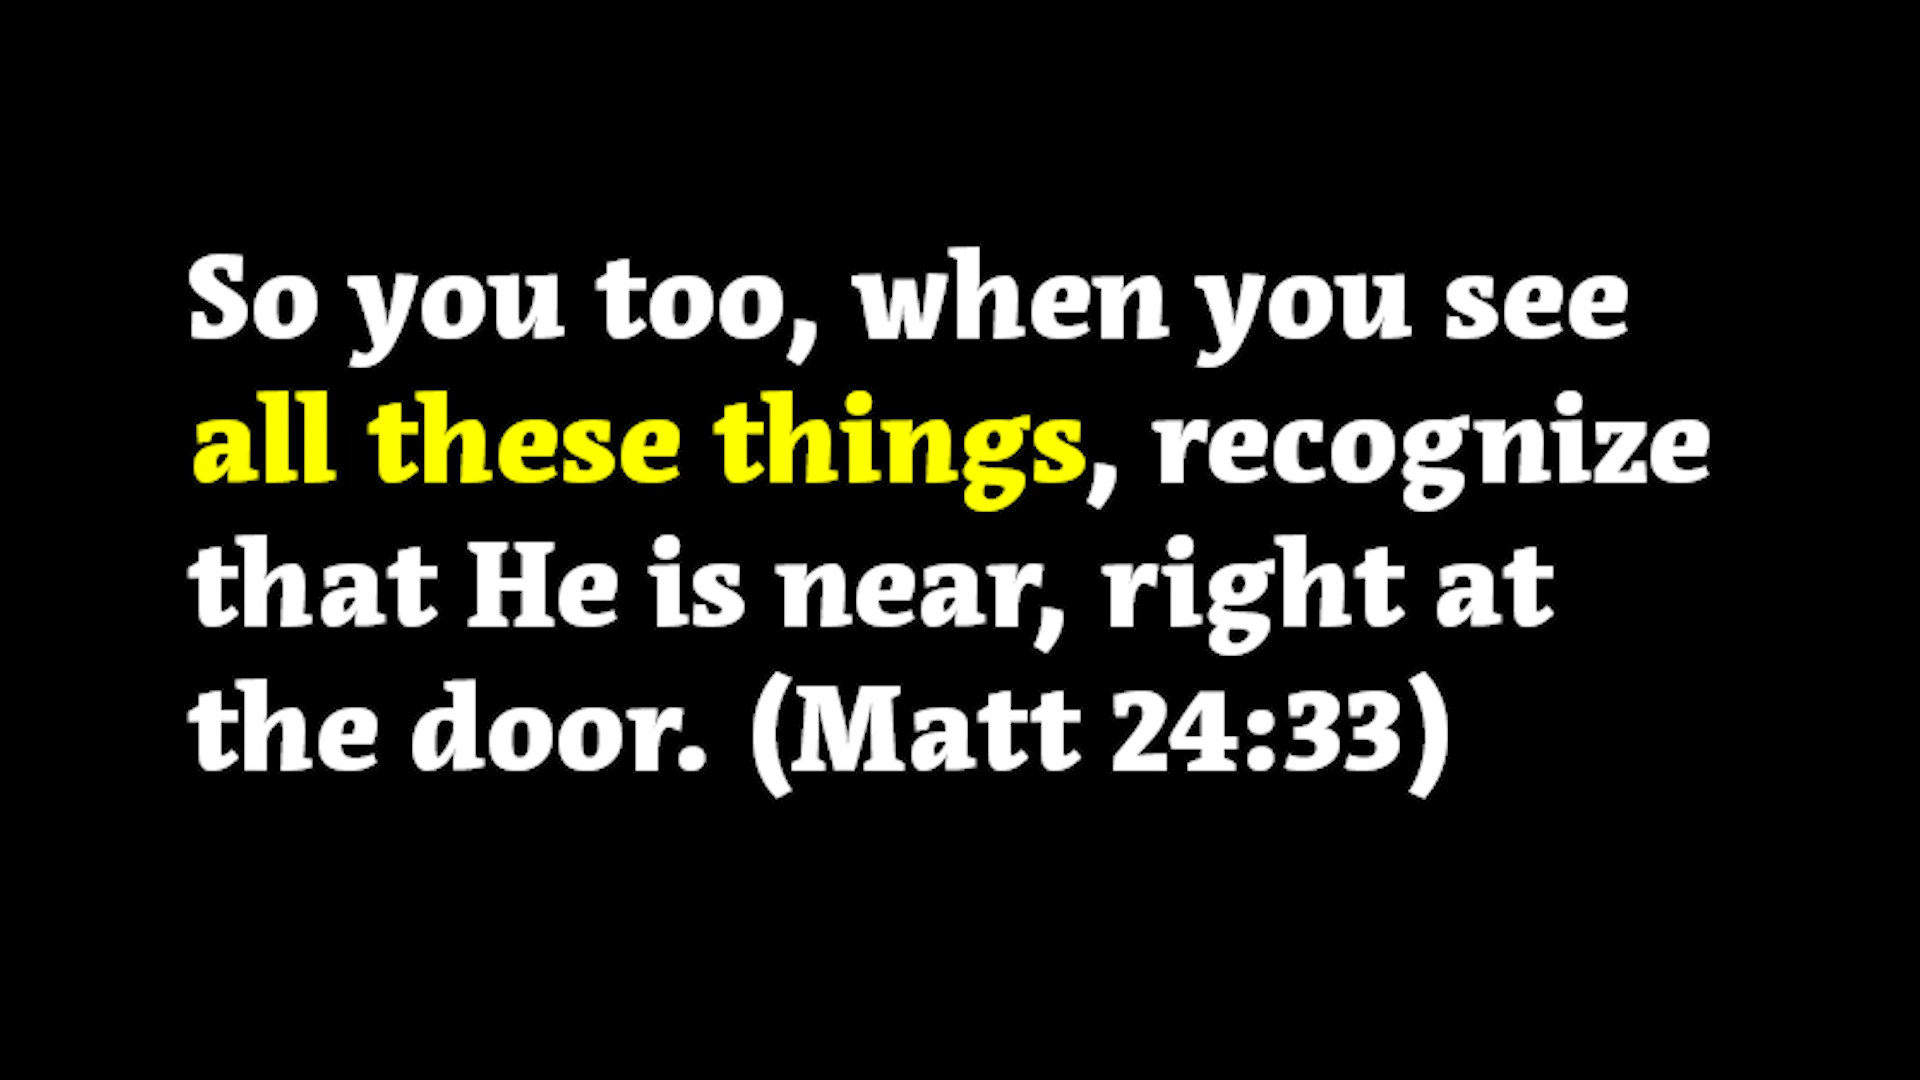 So you too, when you see
all these things, recognize
that He is near, right at
the door. (Matt 24:33)